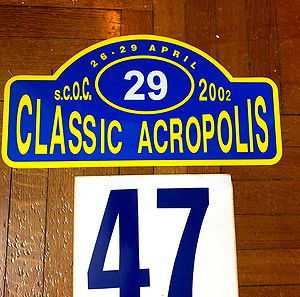 26-29 APRIL
S.C.O.C. 29 2002
CLASSIC ACROPOLIS
47